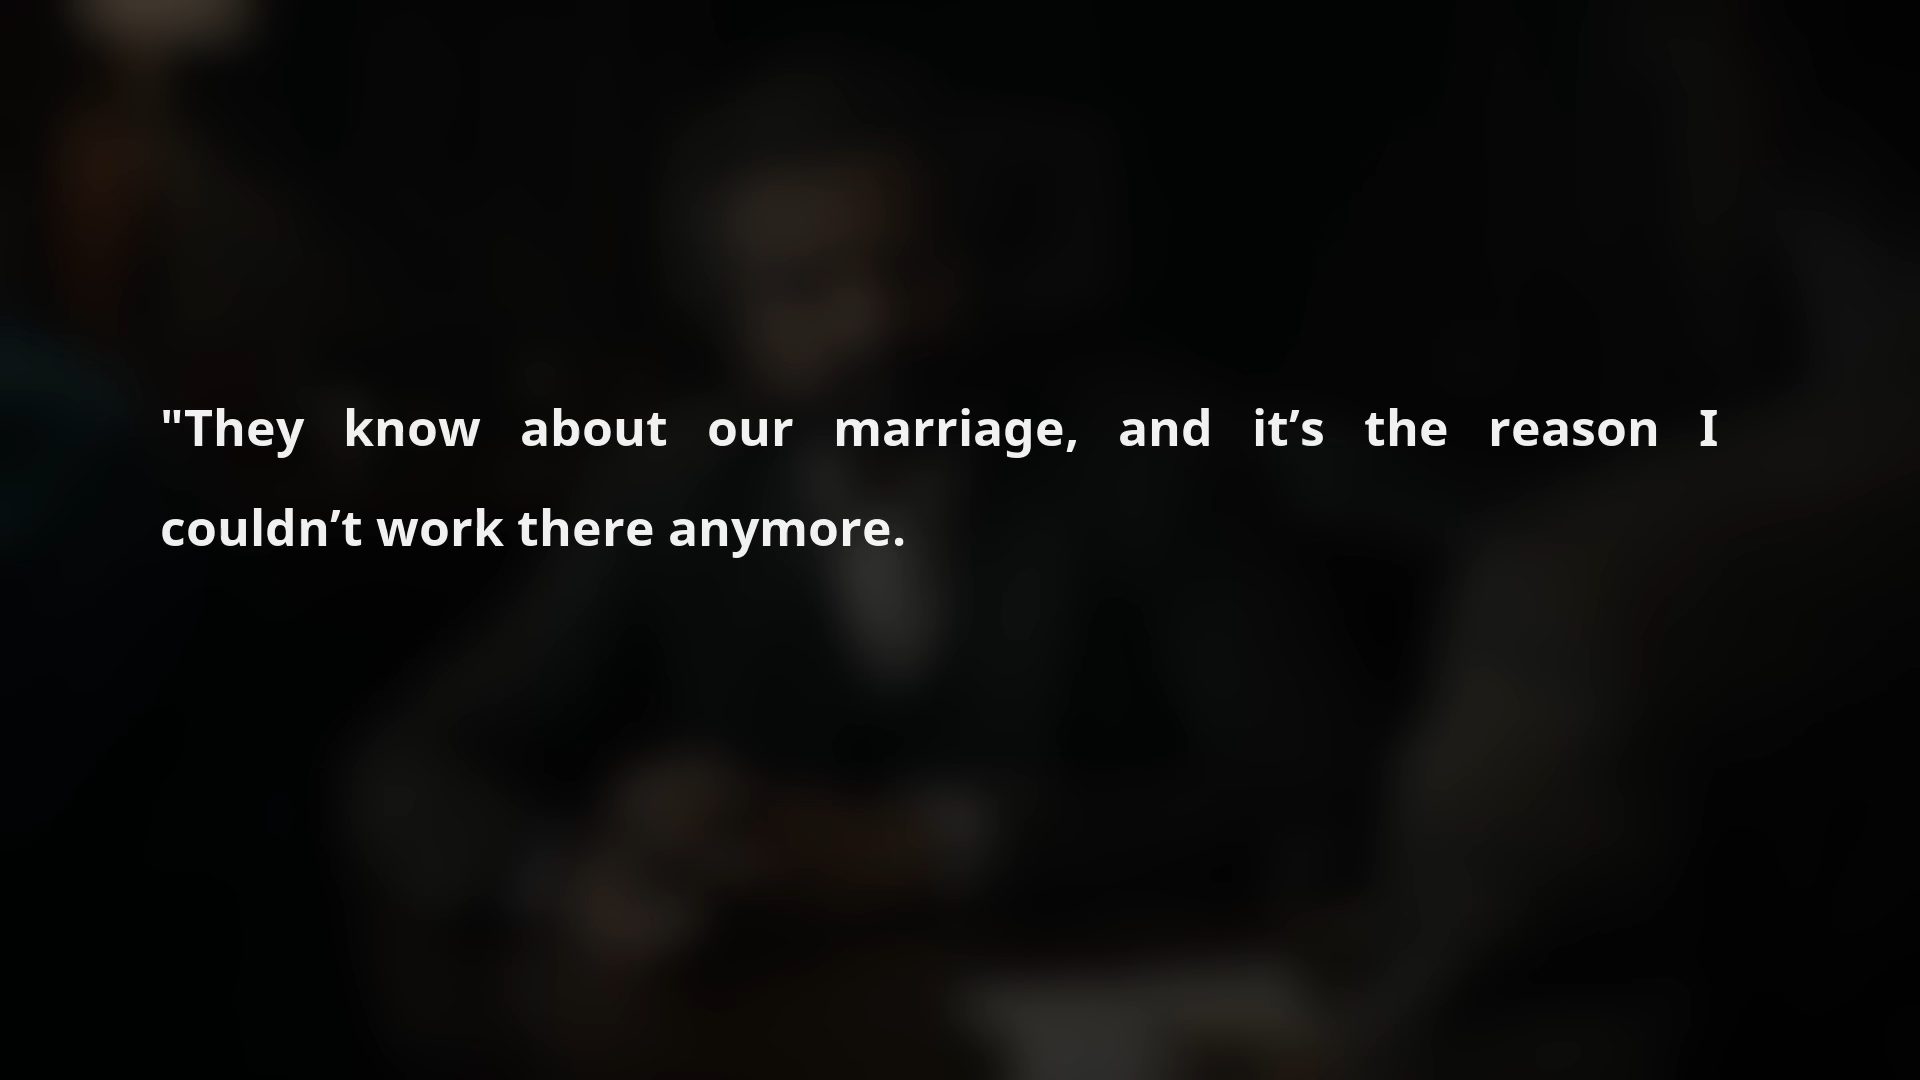 "They know about our marriage, and it’s the reason I
couldn’t work there anymore.